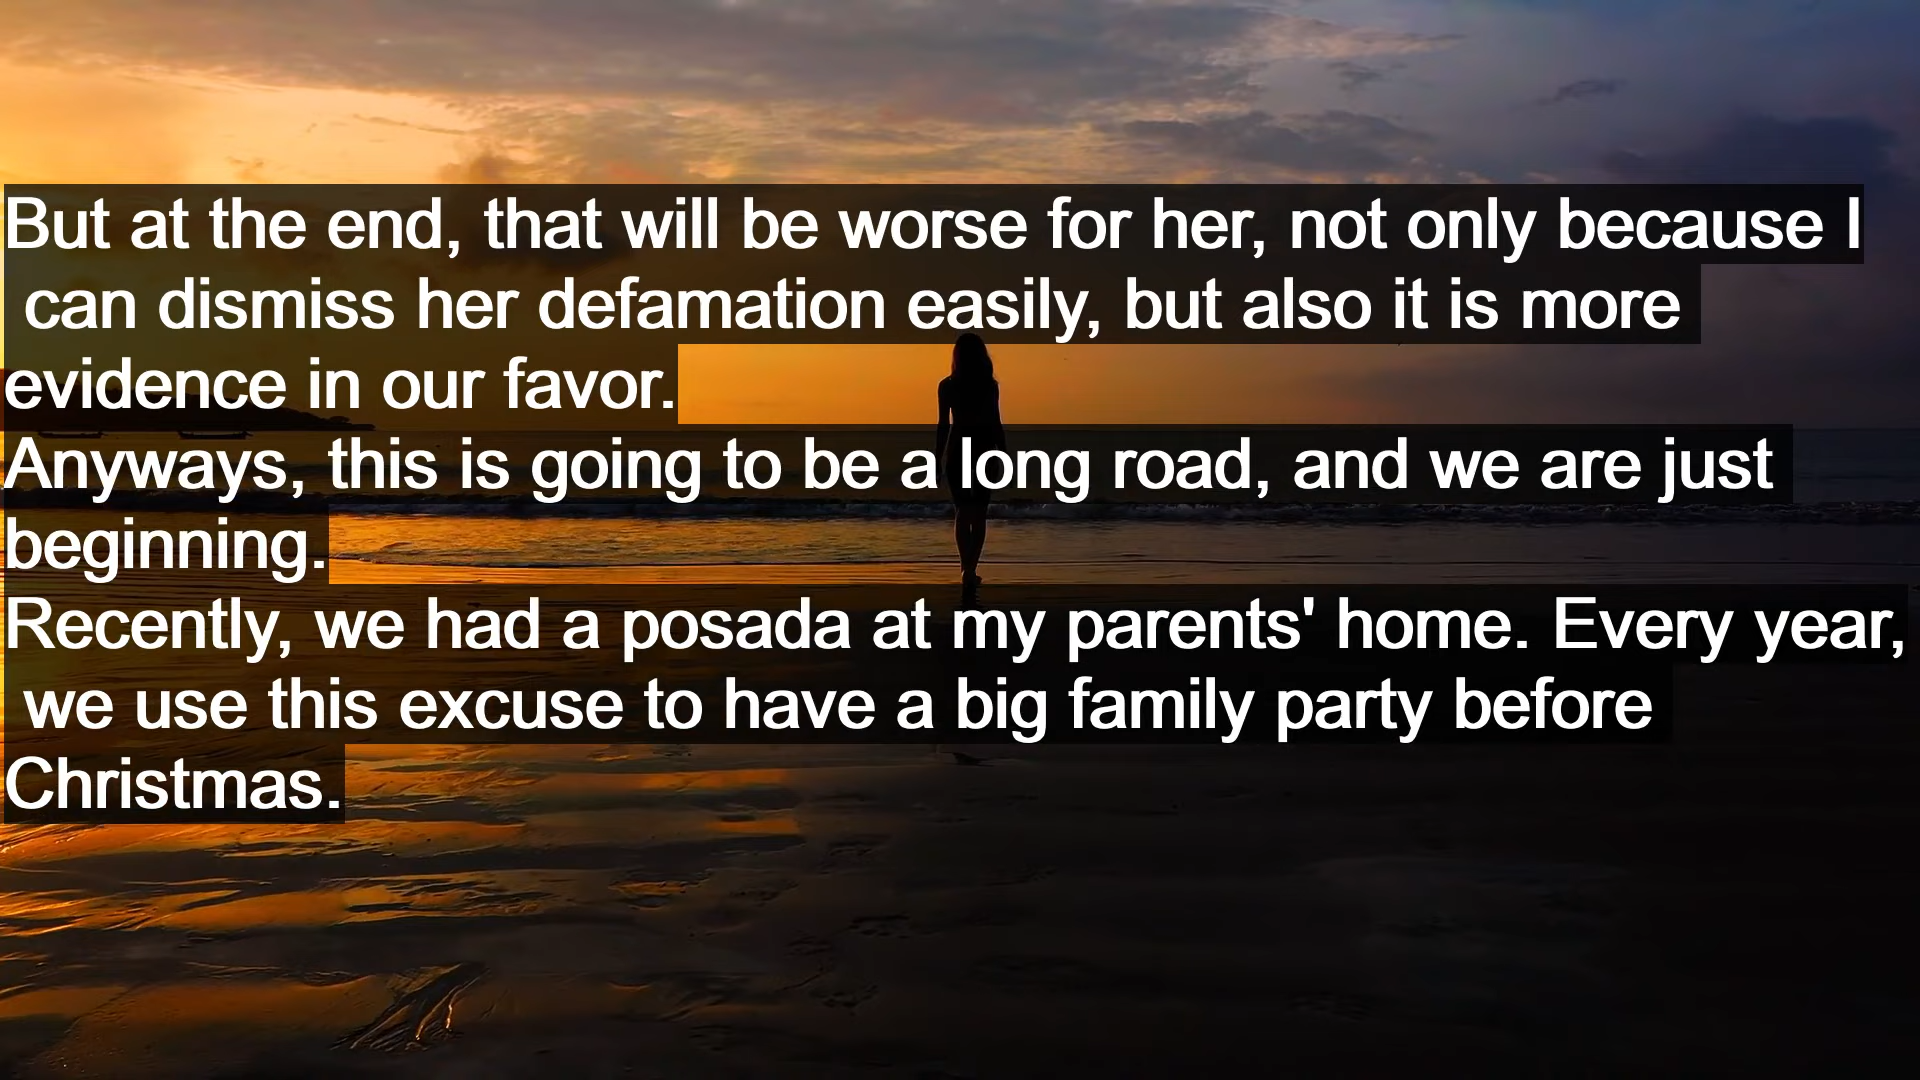 But at the end, that will be worse for her, not only because I
can dismiss her defamation easily, but also it is more
evidence in our favor.
Anyways, this is going to be a long road, and we are just
beginning.
Recently, we had a posada at my parents' home. Every year,
we use this excuse to have a big family party before
Christmas.